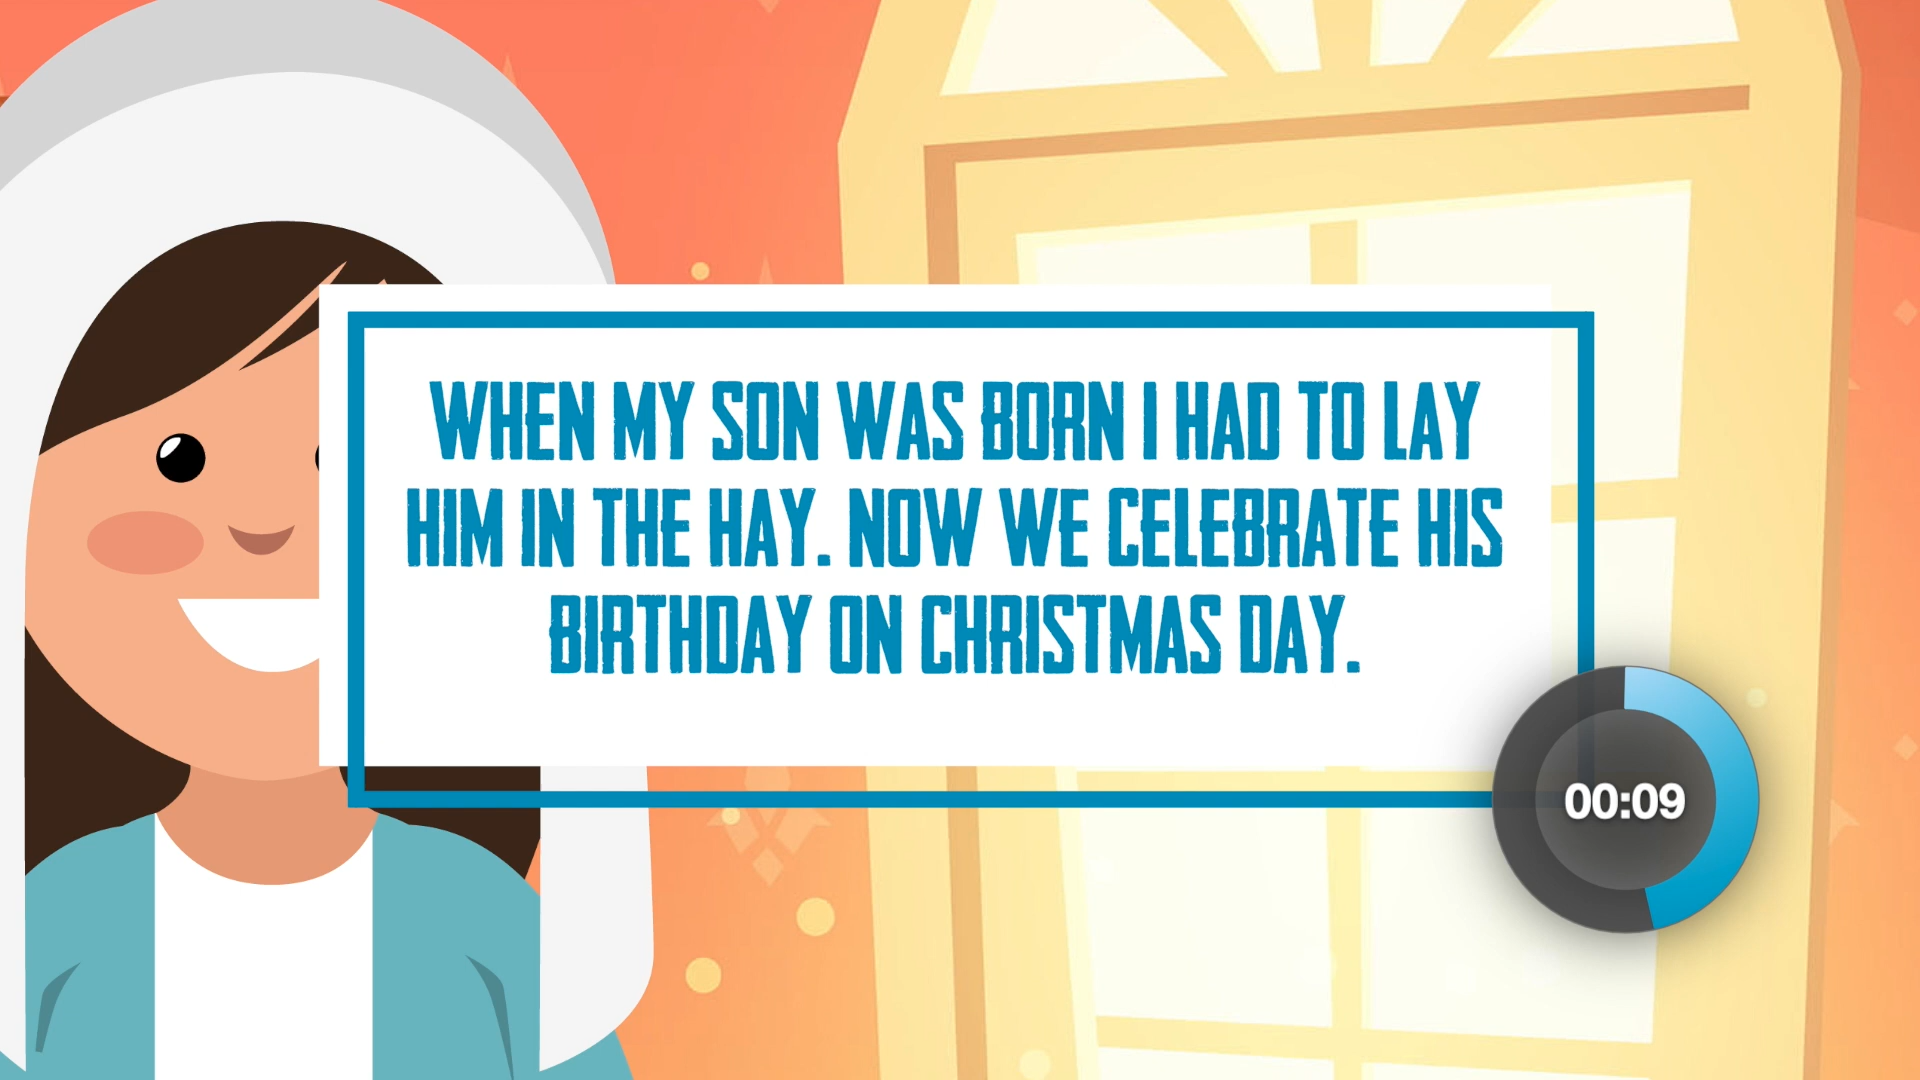 WHEN MY SON WAS BORN I HAD TO LAY
HIM IN THE HAY. NOW WE CELEBRATE HIS
BIRTHDAY ON CHRISTMAS DAY.
00:09